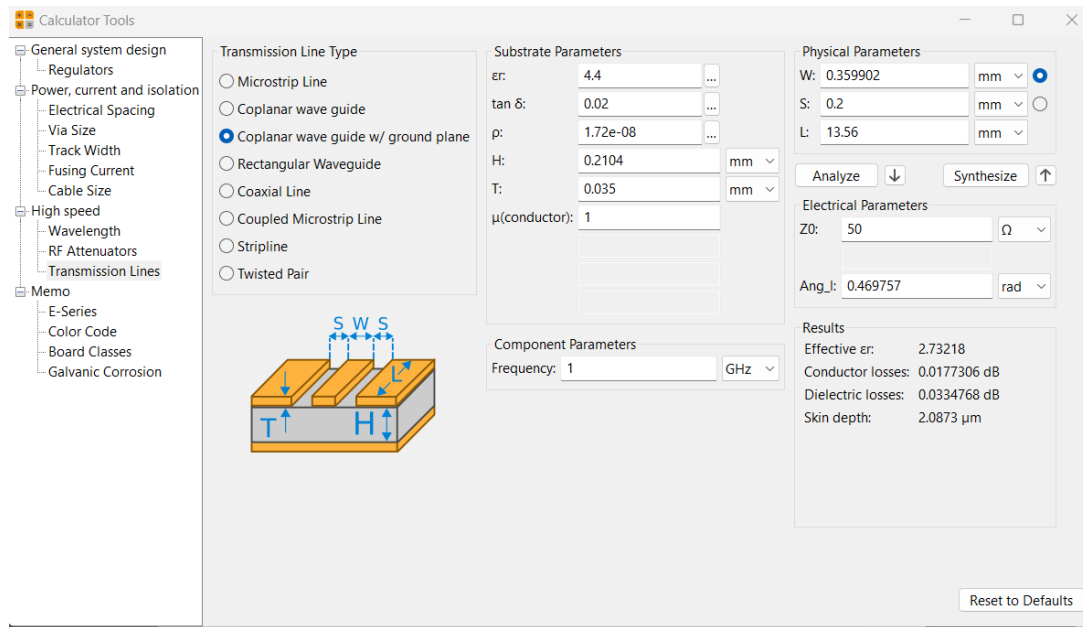 Calculator Tools
General system design
Regulators
Power, current and isolation
Electrical Spacing
Via Size
Track Width
Fusing Current
Cable Size
High speed
Wavelength
RF Attenuators
Transmission Lines
Memo
E-Series
Color Code
Board Classes
Galvanic Corrosion
Transmission Line Type
Microstrip Line
Coplanar wave guide
Coplanar wave guide w/ ground plane
Rectangular Waveguide
Coaxial Line
Coupled Microstrip Line
Stripline
Twisted Pair
S W S
L
T H
Substrate Parameters
εr: 4.4 ...
tan δ: 0.02 ...
ρ: 1.72e-08 ...
H: 0.2104 mm
T: 0.035 mm
μ(conductor): 1
Component Parameters
Frequency: 1 GHz
Physical Parameters
W: 0.359902 mm
S: 0.2 mm
L: 13.56 mm
Analyze Synthesize
Electrical Parameters
Z0: 50 Ω
Ang_l: 0.469757 rad
Results
Effective εr: 2.73218
Conductor losses: 0.0177306 dB
Dielectric losses: 0.0334768 dB
Skin depth: 2.0873 µm
Reset to Defaults